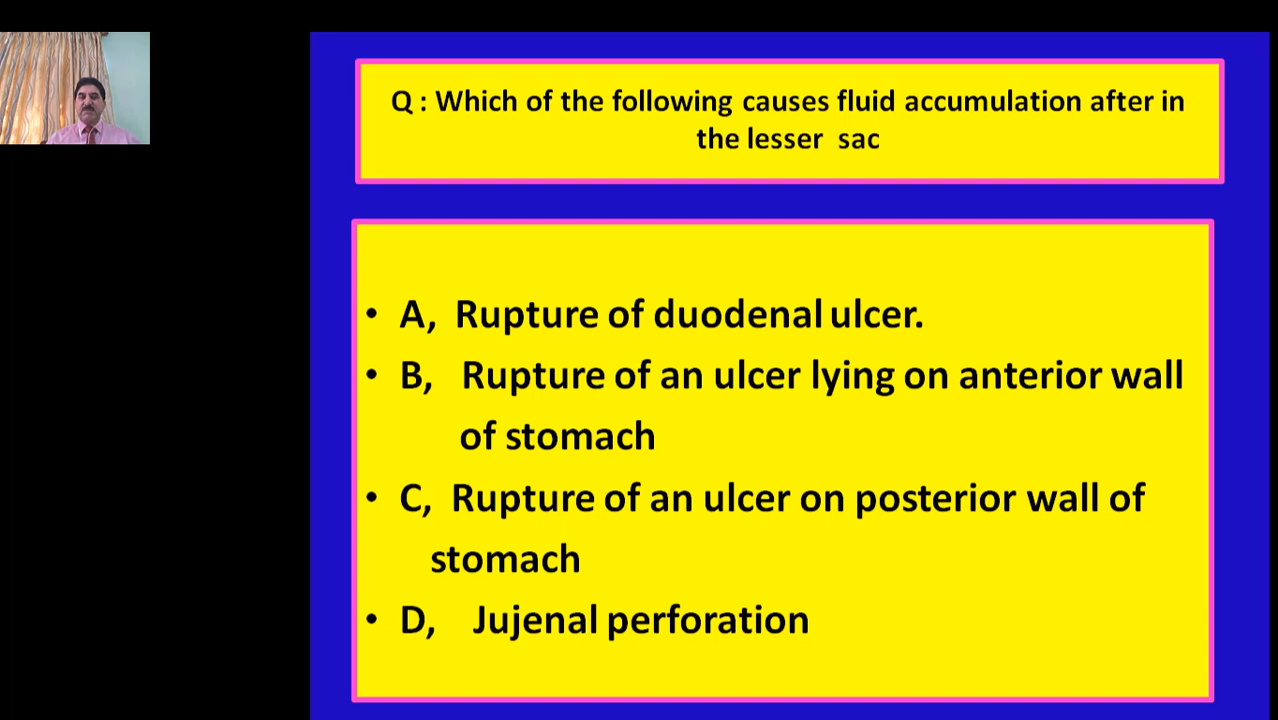 Q : Which of the following causes fluid accumulation after in
the lesser sac
• A, Rupture of duodenal ulcer.
• B, Rupture of an ulcer lying on anterior wall
of stomach
• C, Rupture of an ulcer on posterior wall of
stomach
• D, Jujenal perforation